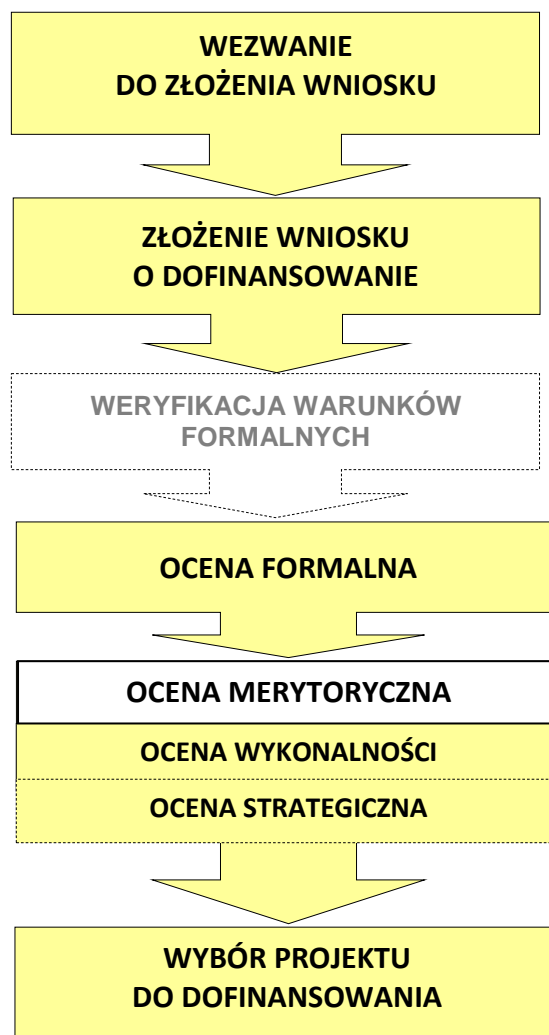 WEZWANIE
DO ZŁOŻENIA WNIOSKU
ZŁOŻENIE WNIOSKU
O DOFINANSOWANIE
WERYFIKACJA WARUNKÓW
FORMALNYCH
OCENA FORMALNA
OCENA MERYTORYCZNA
OCENA WYKONALNOŚCI
OCENA STRATEGICZNA
WYBÓR PROJEKTU
DO DOFINANSOWANIA